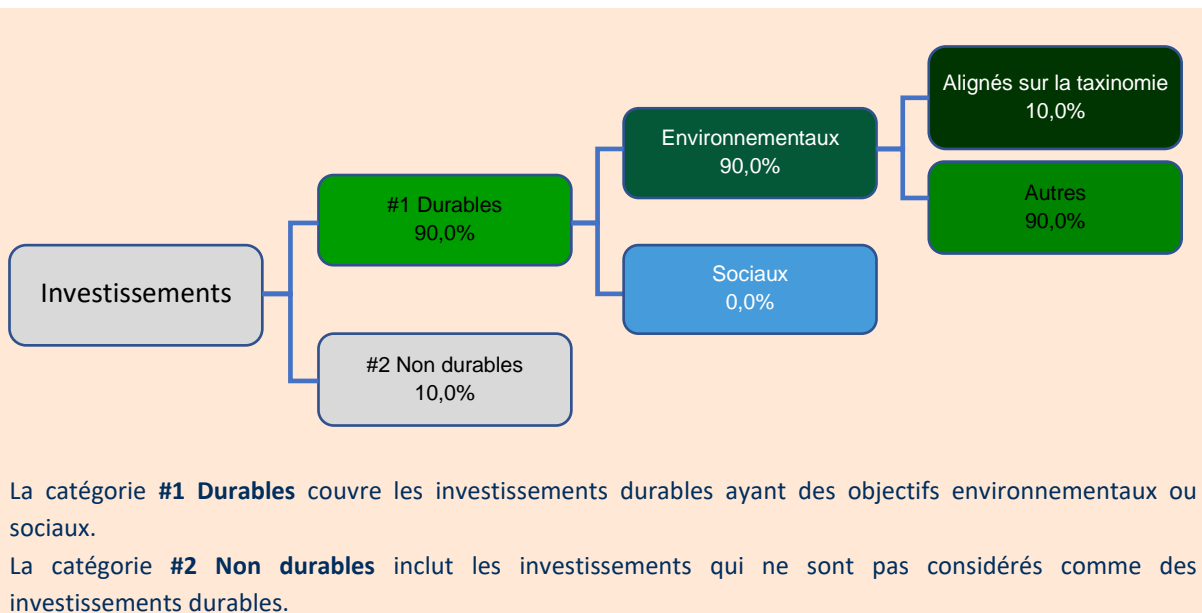 Alignés sur la taxinomie
10,0%
Environnementaux
90,0%
Autres
90,0%
#1 Durables
90,0%
Sociaux
0,0%
Investissements
#2 Non durables
10,0%
La catégorie #1 Durables couvre les investissements durables ayant des objectifs environnementaux ou
sociaux.
La catégorie #2 Non durables inclut les investissements qui ne sont pas considérés comme des
investissements durables.